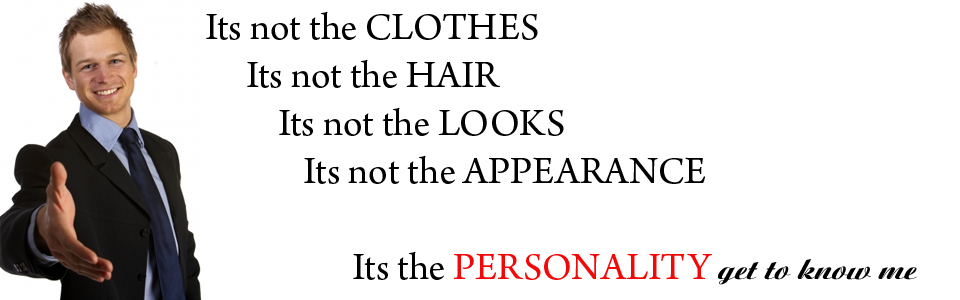 Its not the CLOTHES
Its not the HAIR
Its not the LOOKS
Its not the APPEARANCE
Its the PERSONALITY get to know me